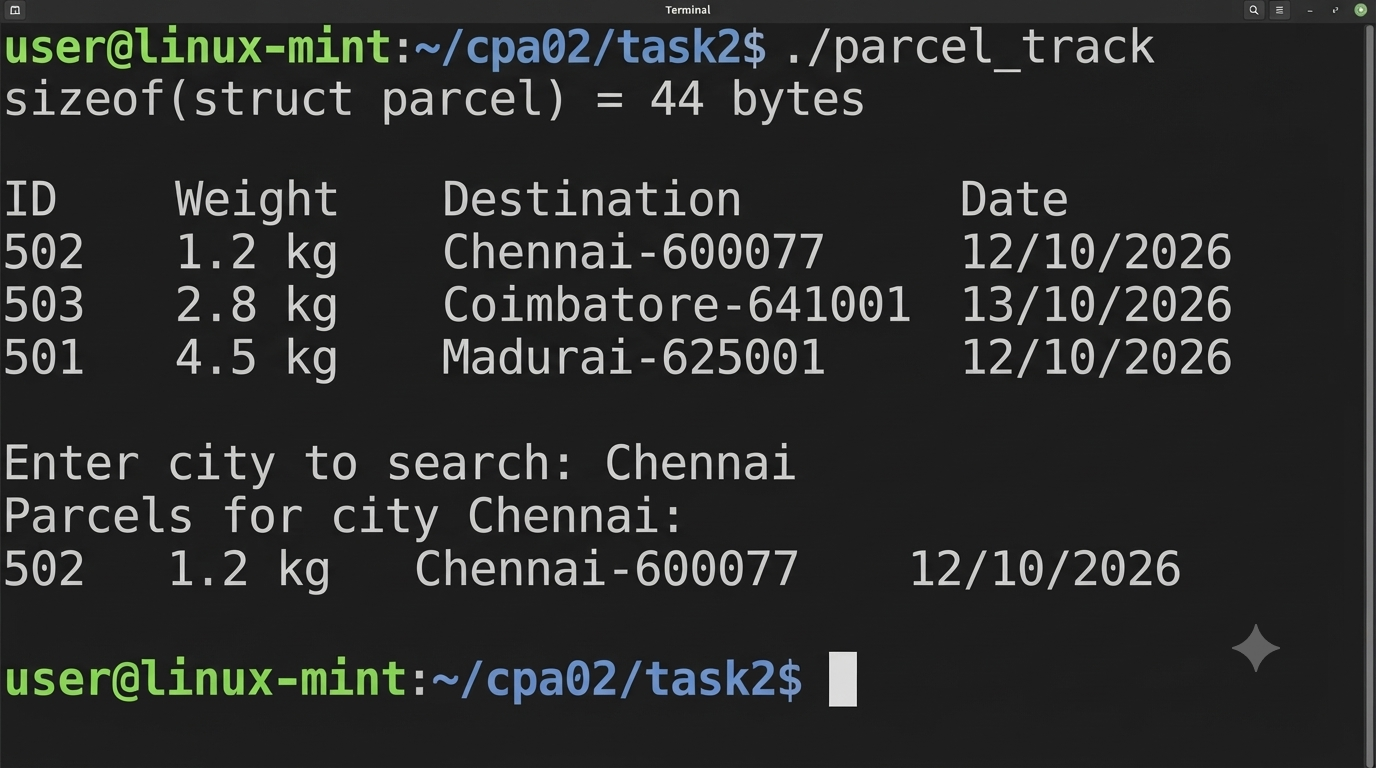 Terminal
user@linux-mint:~/cpa02/task2$ ./parcel_track
sizeof(struct parcel) = 44 bytes
ID Weight Destination Date
502 1.2 kg Chennai-600077 12/10/2026
503 2.8 kg Coimbatore-641001 13/10/2026
501 4.5 kg Madurai-625001 12/10/2026
Enter city to search: Chennai
Parcels for city Chennai:
502 1.2 kg Chennai-600077 12/10/2026
user@linux-mint:~/cpa02/task2$